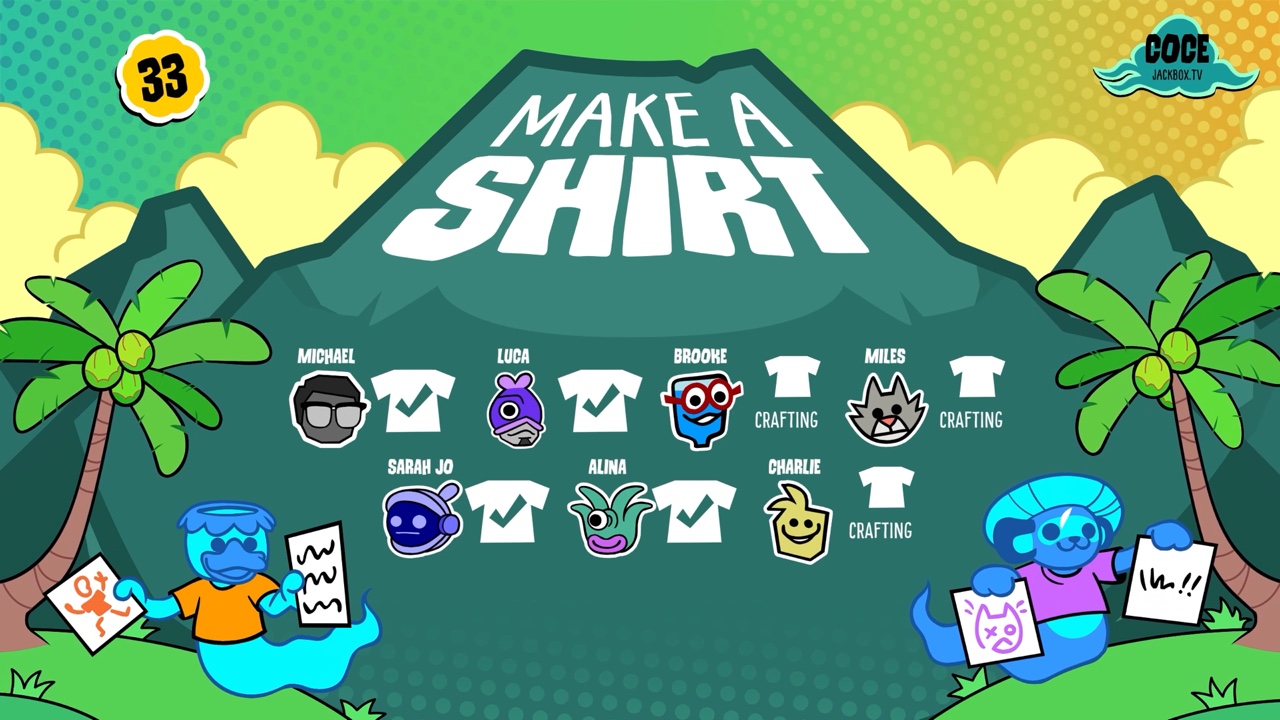 33
COCE
JACKBOX.TV
MAKE A
SHIRT
MICHAEL
LUCA
BROOKE
CRAFTING
MILES
CRAFTING
SARAH JO
ALINA
CHARLIE
CRAFTING